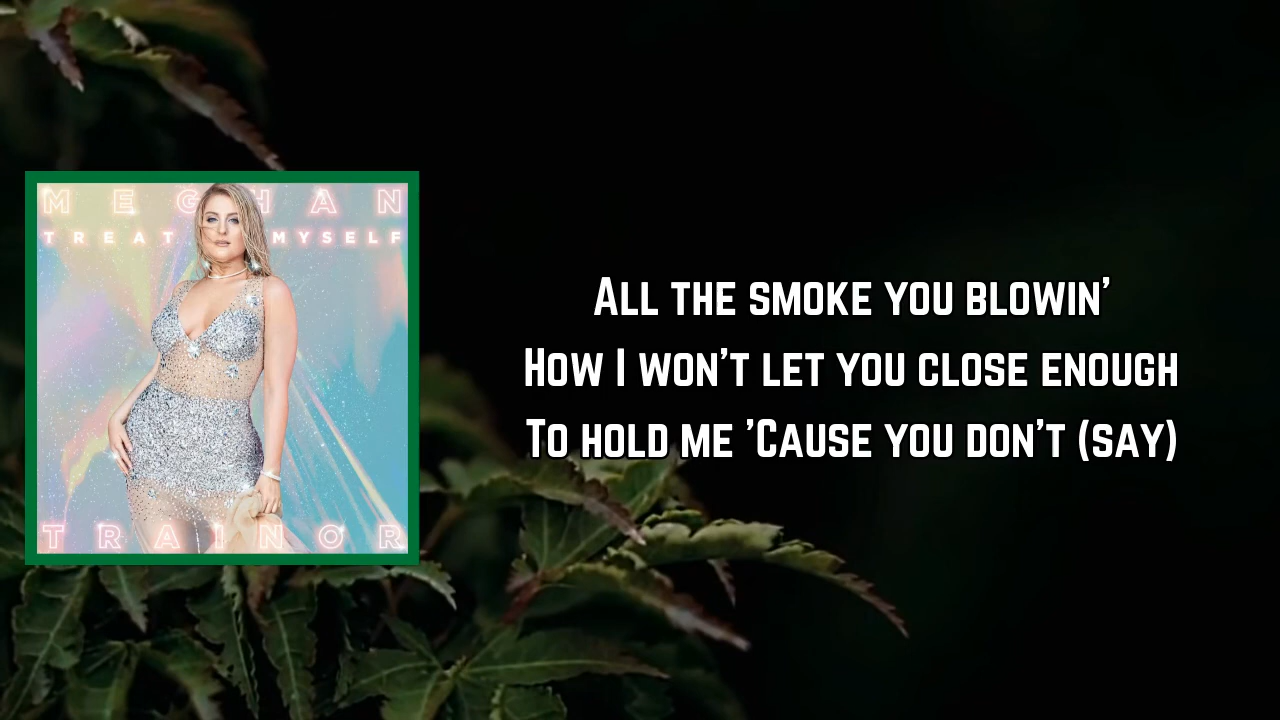 MEGHAN
TREAT MYSELF
TRAINOR
All the smoke you blowin'
How I won't let you close enough
To hold me 'Cause you don't (say)